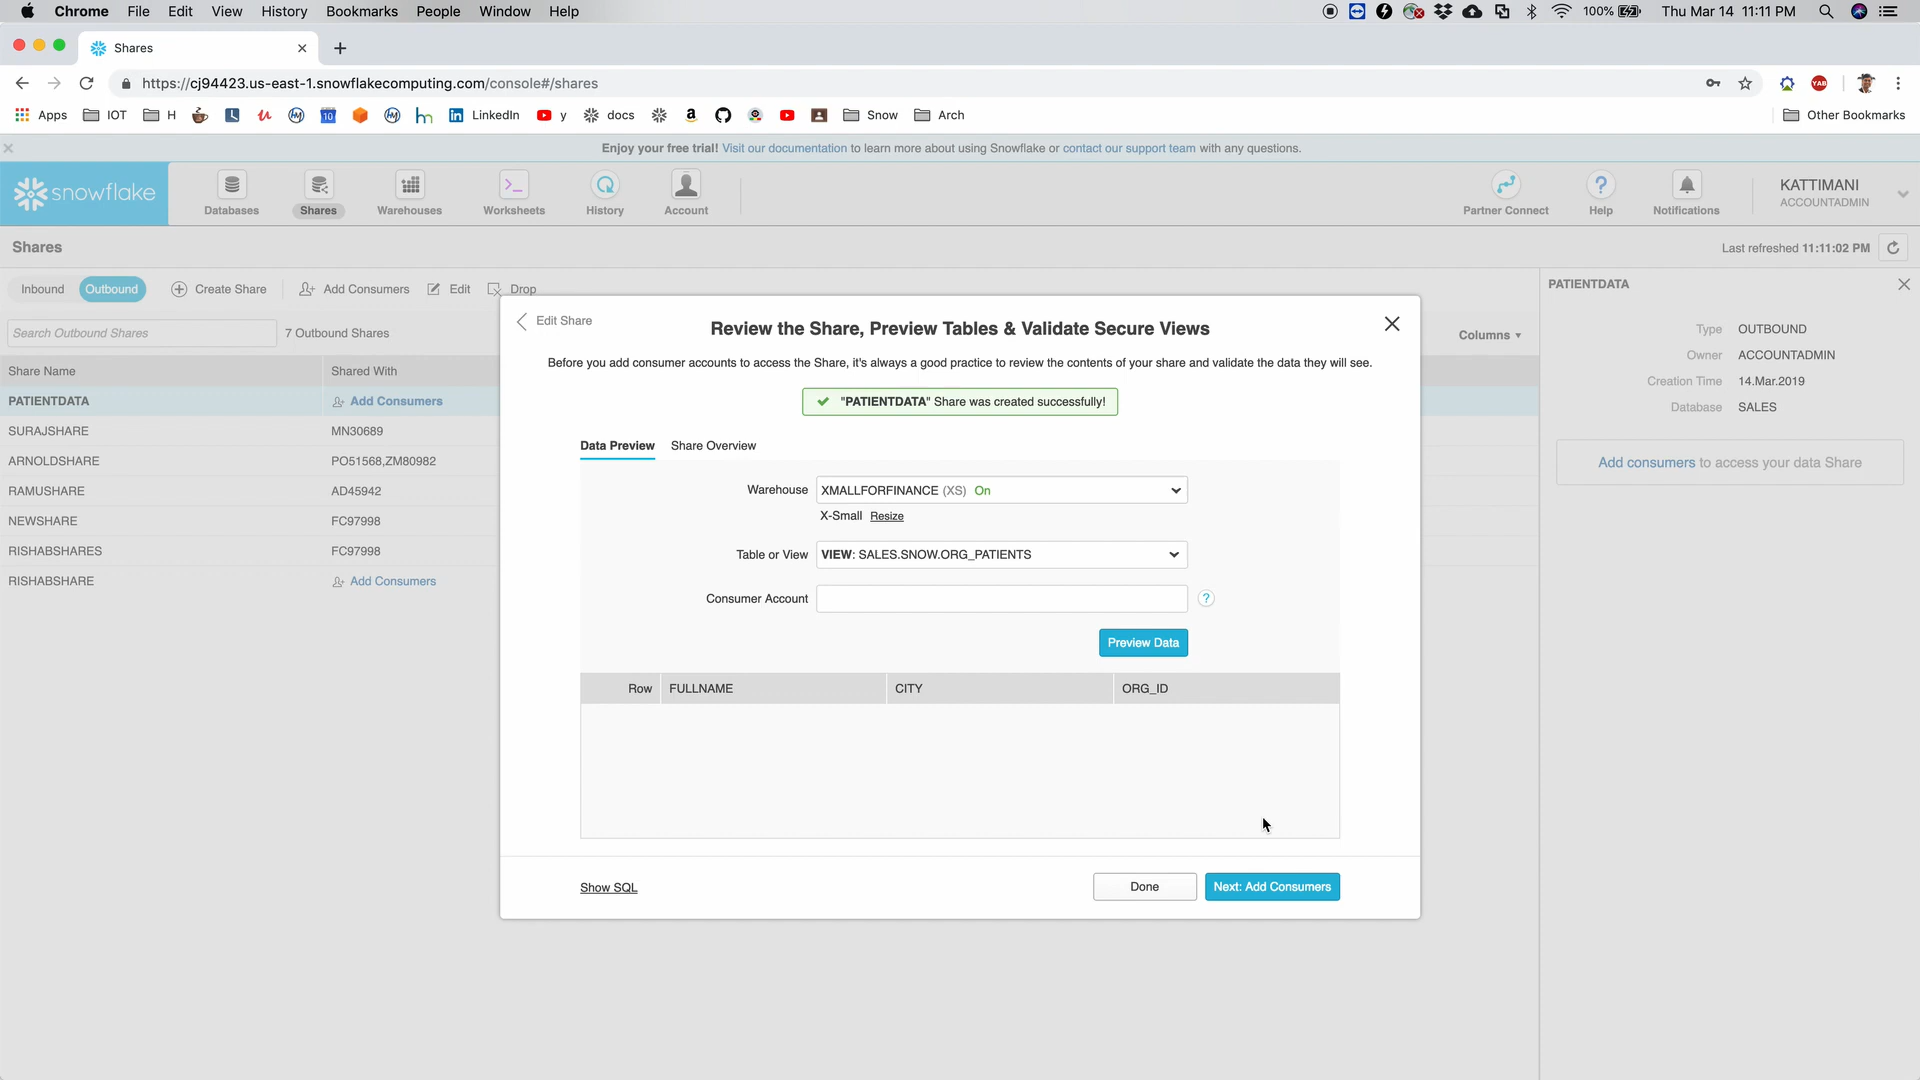 Chrome File Edit View History Bookmarks People Window Help 100% Thu Mar 14 11:11 PM
Shares
https://cj94423.us-east-1.snowflakecomputing.com/console#/shares
Apps IOT H 10 LinkedIn y docs Snow Arch Other Bookmarks
Enjoy your free trial! Visit our documentation to learn more about using Snowflake or contact our support team with any questions.
snowflake
Databases Shares Warehouses Worksheets History Account Partner Connect Help Notifications
KATTIMANI
ACCOUNTADMIN
Shares
Last refreshed 11:11:02 PM
Inbound Outbound Create Share Add Consumers Edit Drop
Search Outbound Shares 7 Outbound Shares
Columns
Share Name Shared With
PATIENTDATA Add Consumers
SURAJSHARE MN30689
ARNOLDSHARE PO51568,ZM80982
RAMUSHARE AD45942
NEWSHARE FC97998
RISHABSHARES FC97998
RISHABSHARE Add Consumers
Edit Share
Review the Share, Preview Tables & Validate Secure Views
Before you add consumer accounts to access the Share, it's always a good practice to review the contents of your share and validate the data they will see.
"PATIENTDATA" Share was created successfully!
Data Preview Share Overview
Warehouse XMALLFORFINANCE (XS) On
X-Small Resize
Table or View VIEW: SALES.SNOW.ORG_PATIENTS
Consumer Account ?
Preview Data
Row FULLNAME CITY ORG_ID
Show SQL Done Next: Add Consumers
PATIENTDATA
Type OUTBOUND
Owner ACCOUNTADMIN
Creation Time 14.Mar.2019
Database SALES
Add consumers to access your data Share